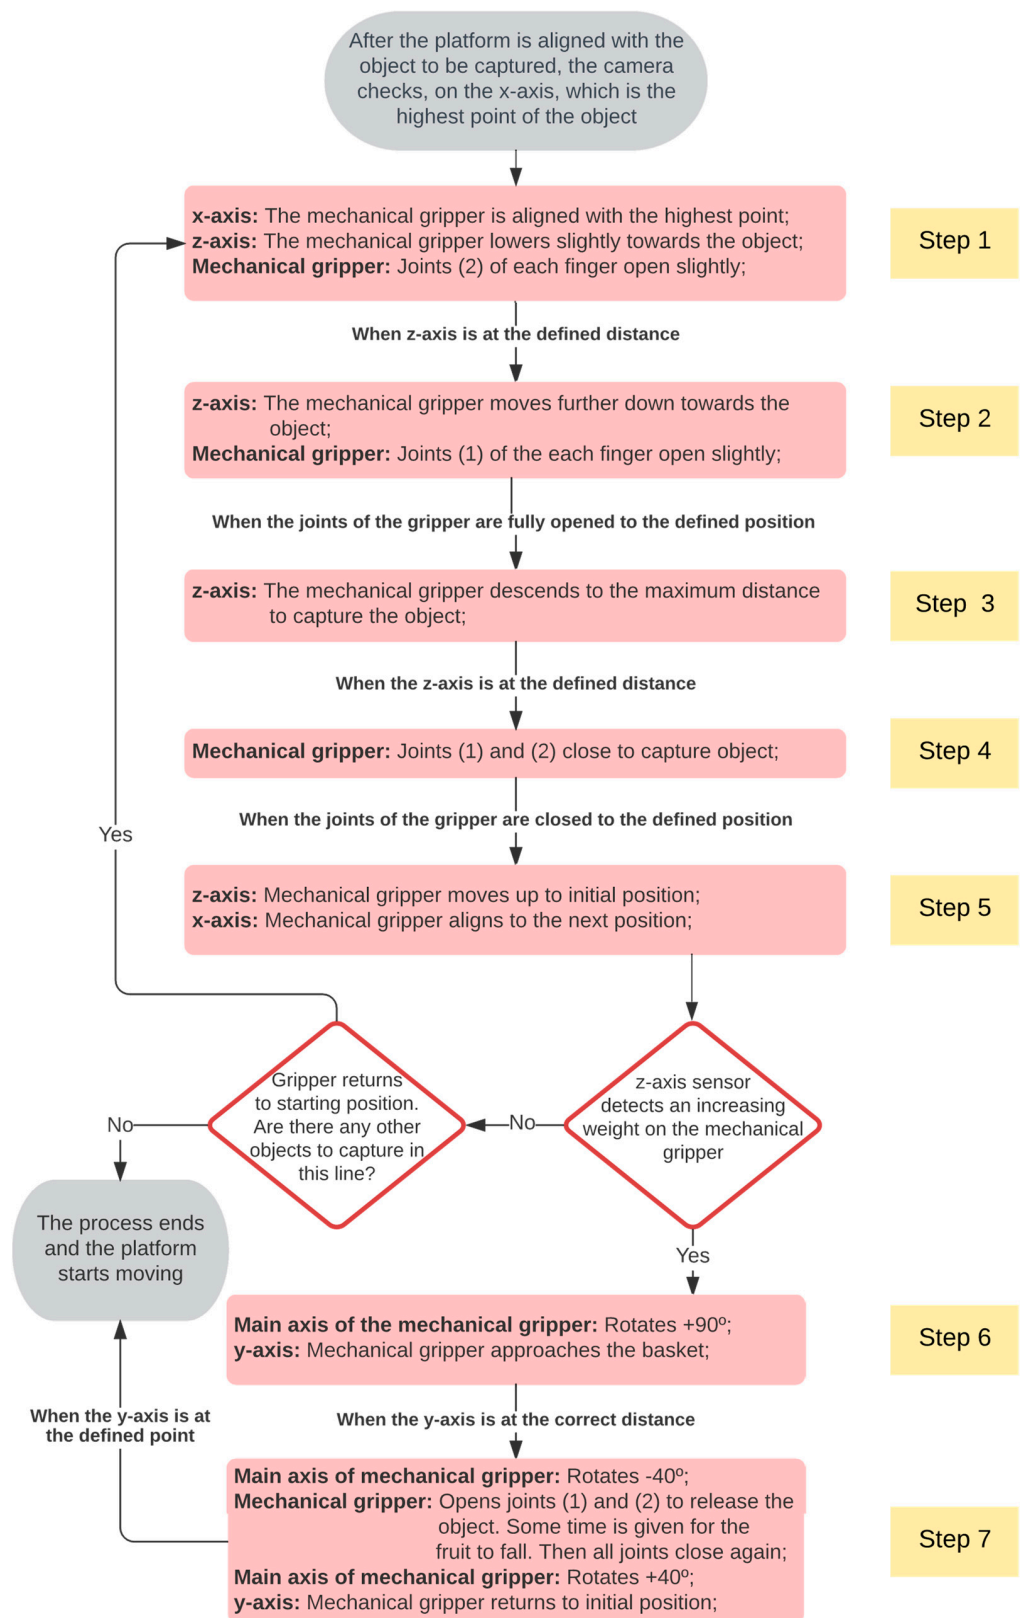 After the platform is aligned with the
object to be captured, the camera
checks, on the x-axis, which is the
highest point of the object
x-axis: The mechanical gripper is aligned with the highest point;
z-axis: The mechanical gripper lowers slightly towards the object;
Mechanical gripper: Joints (2) of each finger open slightly;
Step 1
When z-axis is at the defined distance
z-axis: The mechanical gripper moves further down towards the
object;
Mechanical gripper: Joints (1) of the each finger open slightly;
Step 2
When the joints of the gripper are fully opened to the defined position
z-axis: The mechanical gripper descends to the maximum distance
to capture the object;
Step 3
When the z-axis is at the defined distance
Mechanical gripper: Joints (1) and (2) close to capture object;
Step 4
When the joints of the gripper are closed to the defined position
Yes
z-axis: Mechanical gripper moves up to initial position;
x-axis: Mechanical gripper aligns to the next position;
Step 5
z-axis sensor
detects an increasing
weight on the mechanical
gripper
No
Gripper returns
to starting position.
Are there any other
objects to capture in
this line?
No
The process ends
and the platform
starts moving
Yes
Main axis of the mechanical gripper: Rotates +90º;
y-axis: Mechanical gripper approaches the basket;
Step 6
When the y-axis is at the correct distance
When the y-axis is at
the defined point
Main axis of mechanical gripper: Rotates -40º;
Mechanical gripper: Opens joints (1) and (2) to release the
object. Some time is given for the
fruit to fall. Then all joints close again;
Main axis of mechanical gripper: Rotates +40º;
y-axis: Mechanical gripper returns to initial position;
Step 7